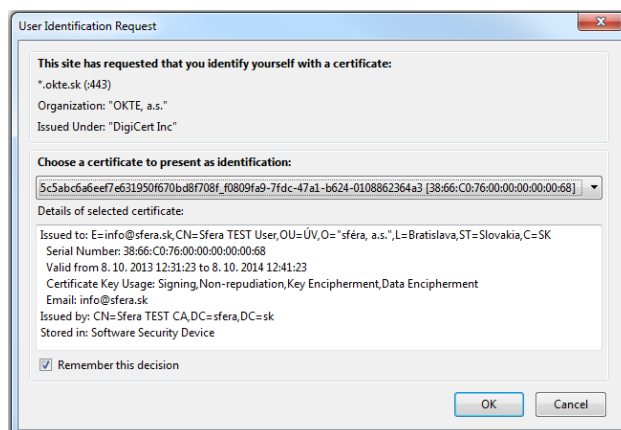 User Identification Request
This site has requested that you identify yourself with a certificate:
*.okte.sk (:443)
Organization: "OKTE, a.s."
Issued Under: "DigiCert Inc"
Choose a certificate to present as identification:
5c5abc6a6eef7e631950f670bd8f708f_f0809fa9-7fdc-47a1-b624-0108862364a3 [38:66:C0:76:00:00:00:00:00:68]
Details of selected certificate:
Issued to: E=info@sfera.sk,CN=Sfera TEST User,OU=ÚV,O="sféra, a.s.",L=Bratislava,ST=Slovakia,C=SK
Serial Number: 38:66:C0:76:00:00:00:00:00:68
Valid from 8. 10. 2013 12:31:23 to 8. 10. 2014 12:41:23
Certificate Key Usage: Signing,Non-repudiation,Key Encipherment,Data Encipherment
Email: info@sfera.sk
Issued by: CN=Sfera TEST CA,DC=sfera,DC=sk
Stored in: Software Security Device
Remember this decision
OK Cancel